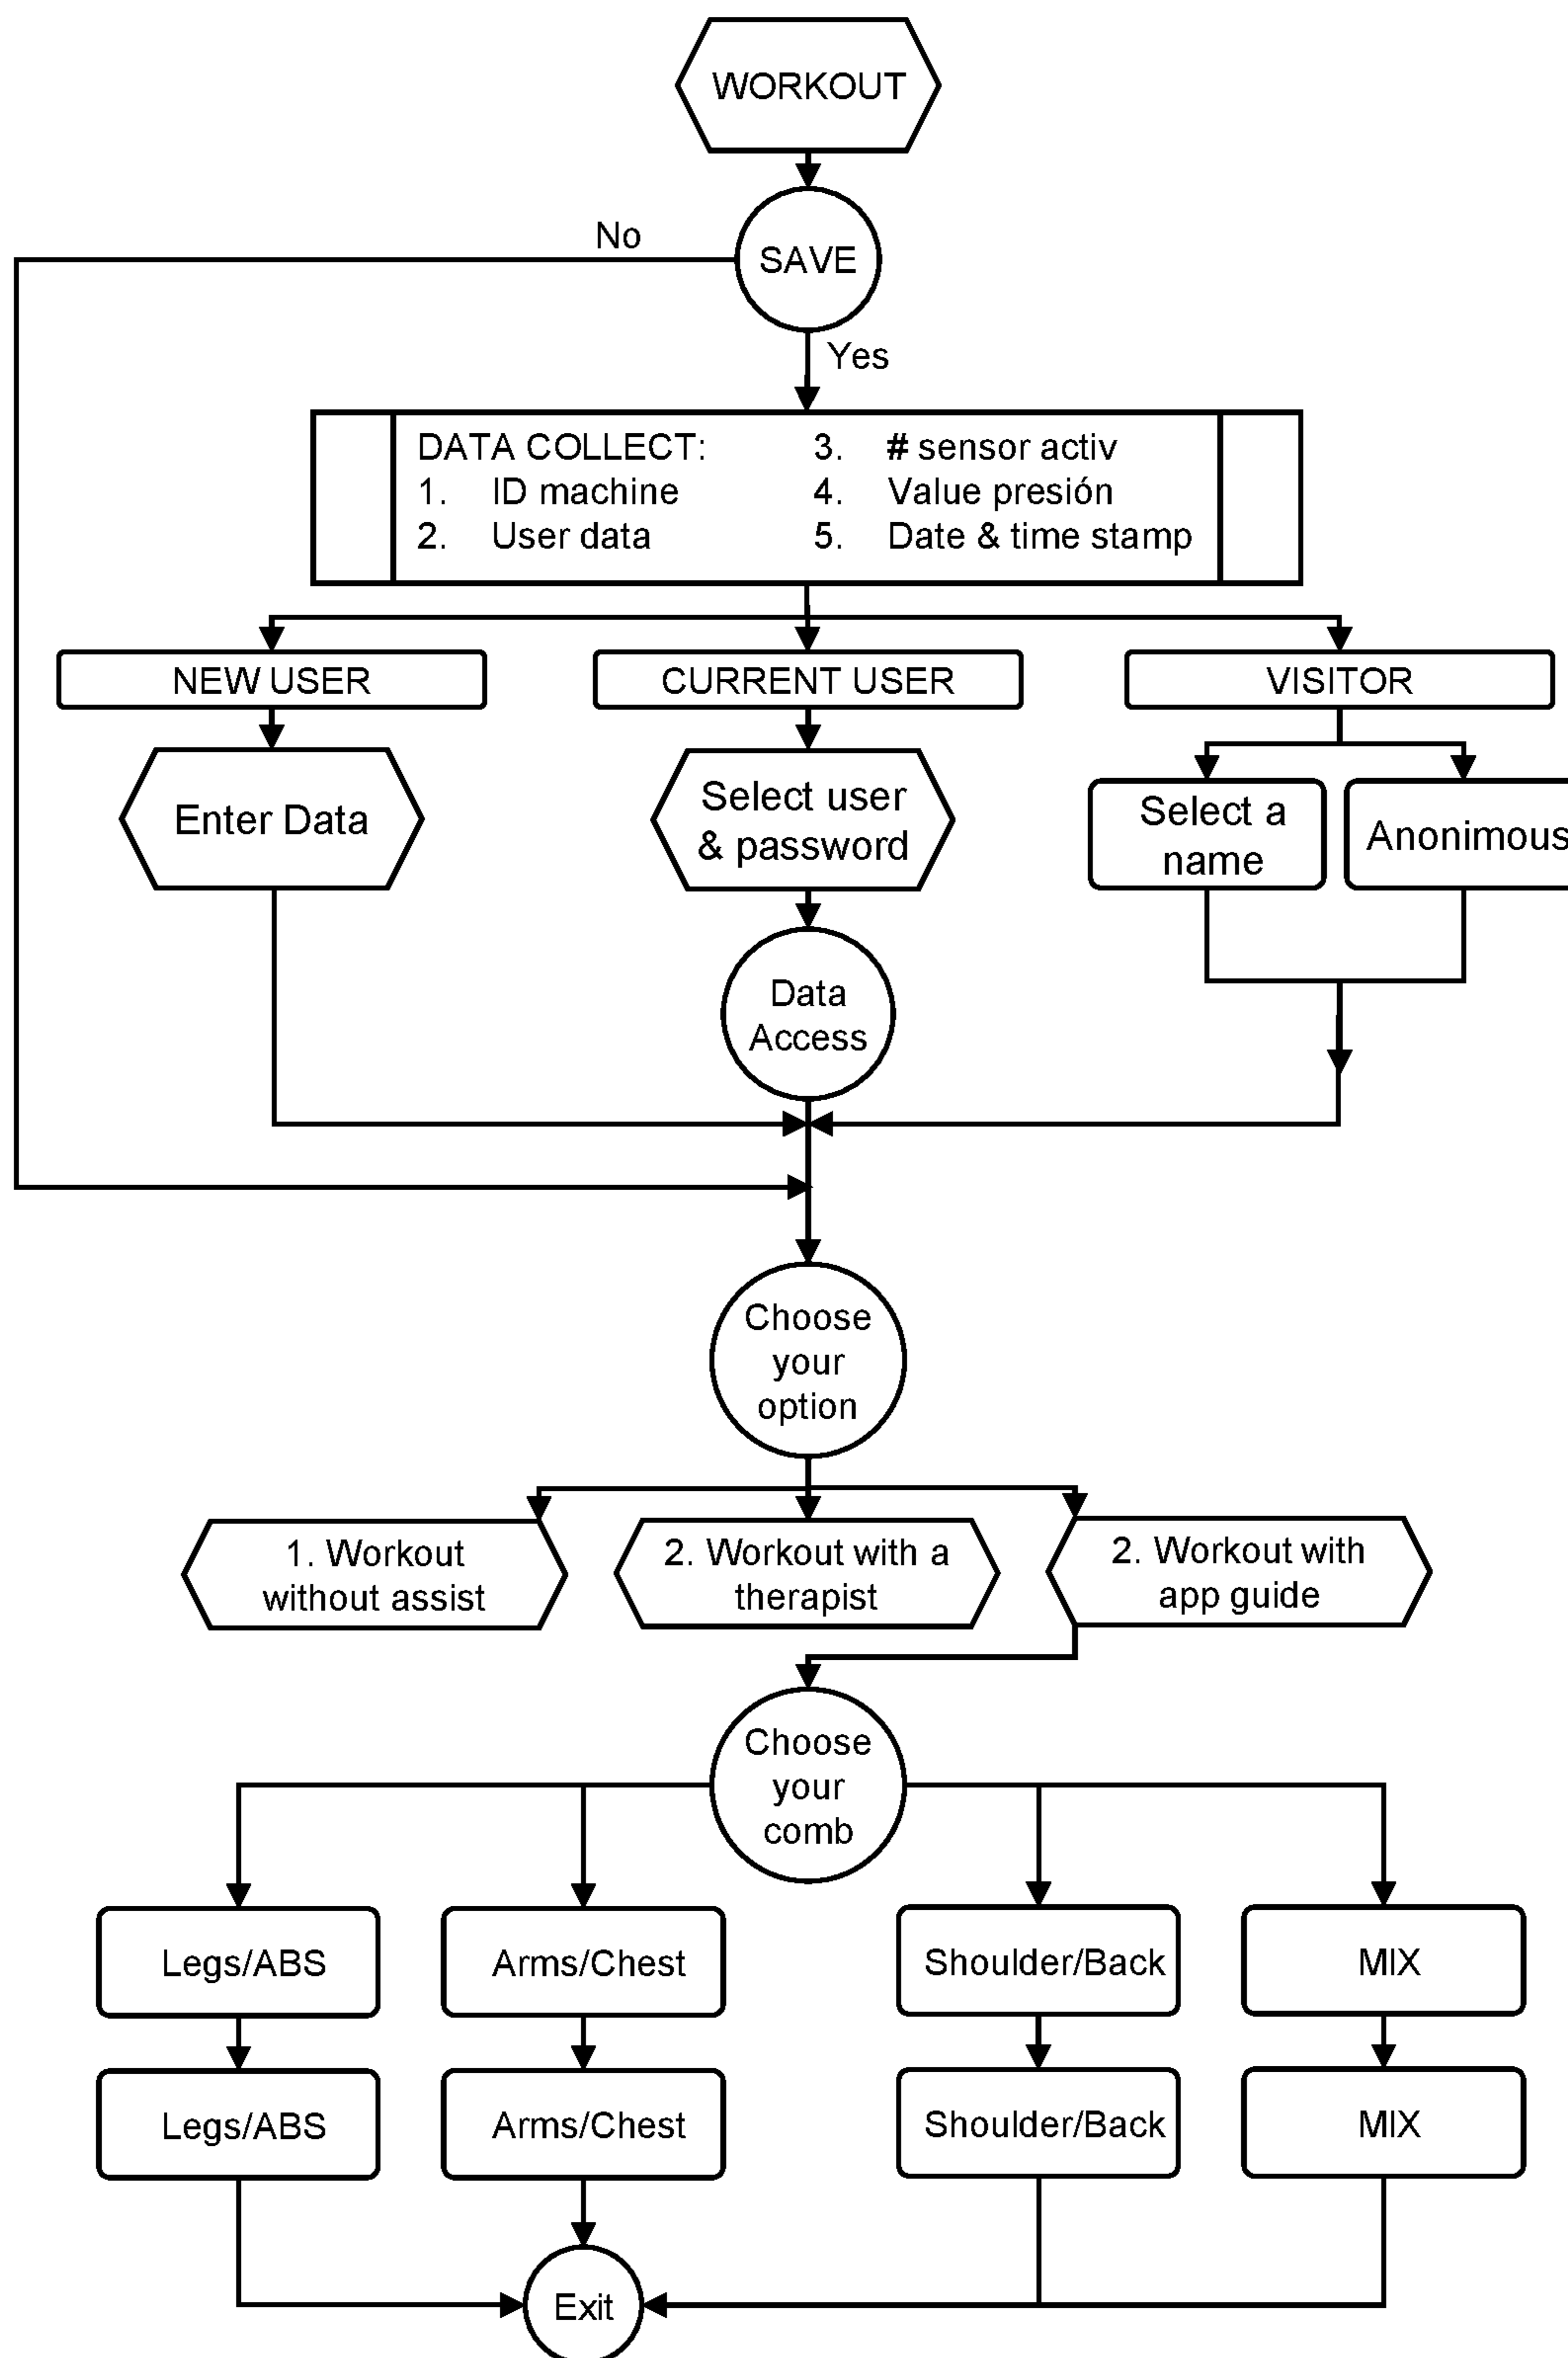 WORKOUT
SAVE
No
Yes
DATA COLLECT:
1. ID machine
2. User data
3. # sensor activ
4. Value presión
5. Date & time stamp
NEW USER
CURRENT USER
VISITOR
Enter Data
Select user
& password
Select a
name
Anonimous
Data
Access
Choose
your
option
1. Workout
without assist
2. Workout with a
therapist
2. Workout with
app guide
Choose
your
comb
Legs/ABS
Arms/Chest
Shoulder/Back
MIX
Legs/ABS
Arms/Chest
Shoulder/Back
MIX
Exit